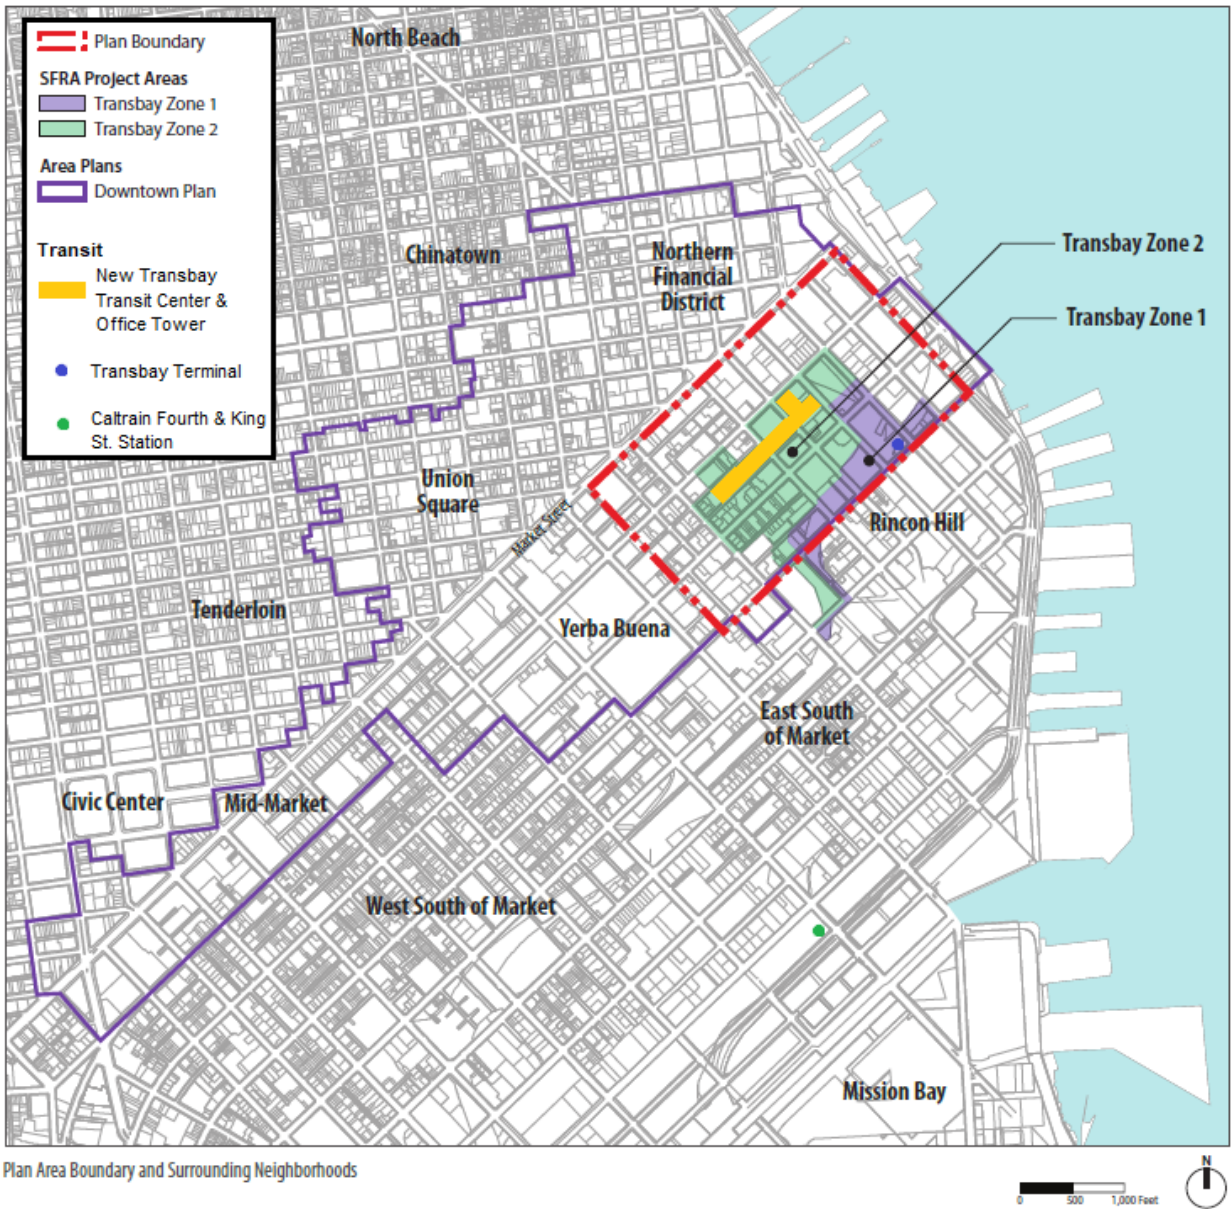 Plan Boundary
SFRA Project Areas
Transbay Zone 1
Transbay Zone 2
Area Plans
Downtown Plan
Transit
New Transbay
Transit Center &
Office Tower
Transbay Terminal
Caltrain Fourth & King
St. Station
North Beach
Chinatown
Northern
Financial
District
Transbay Zone 2
Transbay Zone 1
Union
Square
Market Street
Rincon Hill
Tenderloin
Yerba Buena
East South
of Market
Civic Center
Mid-Market
West South of Market
Mission Bay
Plan Area Boundary and Surrounding Neighborhoods
N
0 500 1,000 Feet